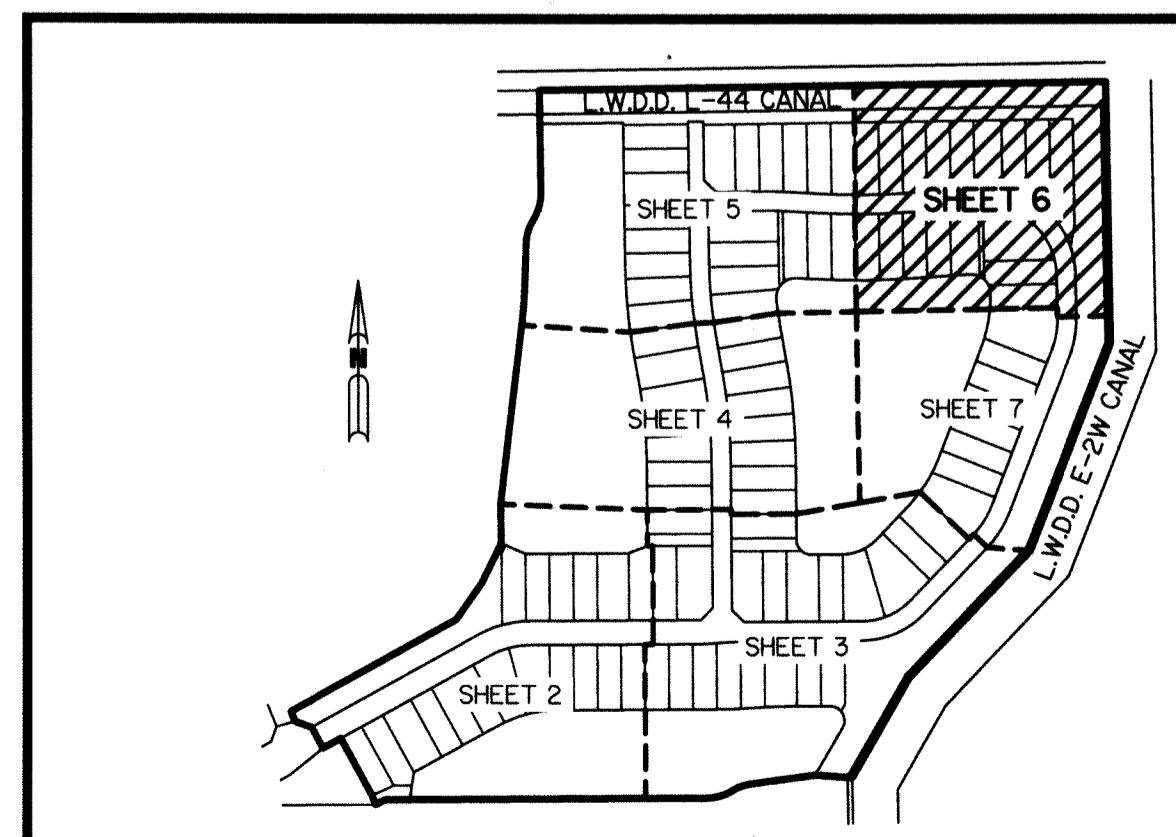 L.W.D.D. L-44 CANAL
SHEET 6
SHEET 5
N
SHEET 7
SHEET 4
L.W.D.D. E-2W CANAL
SHEET 3
SHEET 2